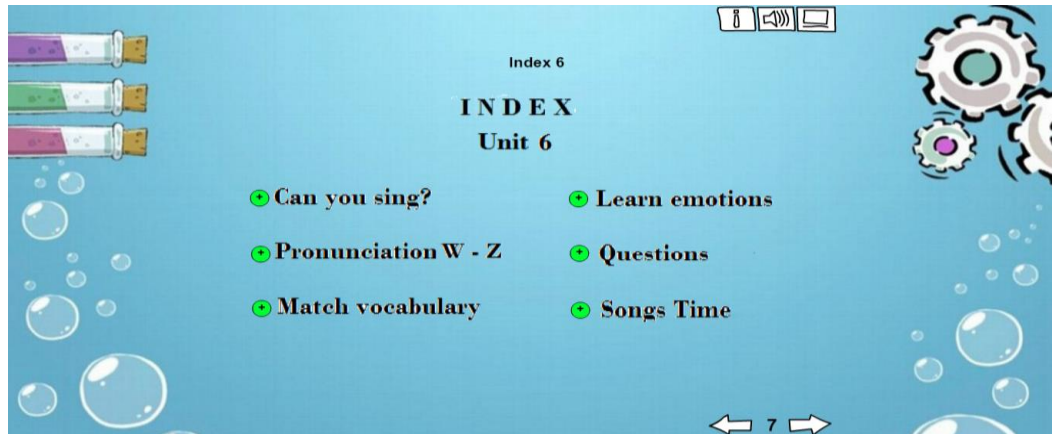 Index 6
INDEX
Unit 6
Can you sing?
Pronunciation W - Z
Match vocabulary
Learn emotions
Questions
Songs Time
7